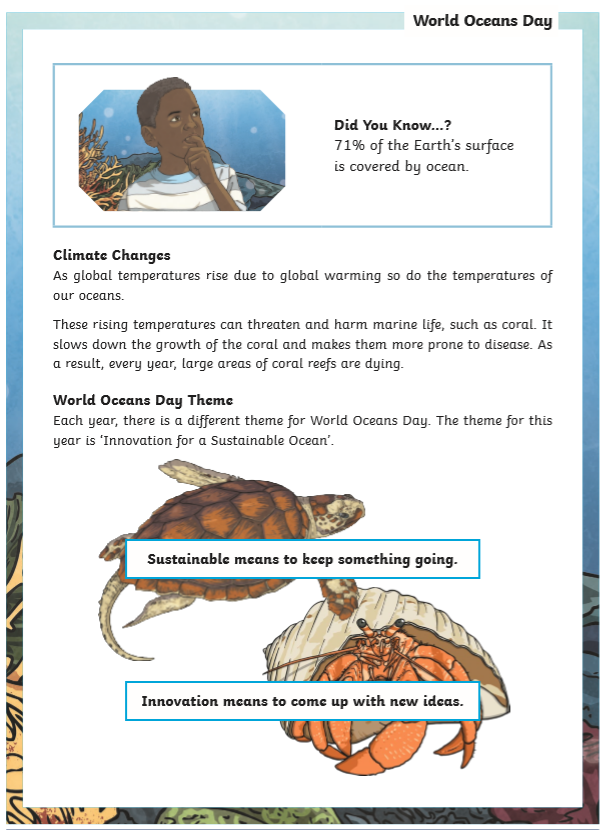 World Oceans Day
Did You Know...?
71% of the Earth's surface
is covered by ocean.
Climate Changes
As global temperatures rise due to global warming so do the temperatures of
our oceans.
These rising temperatures can threaten and harm marine life, such as coral. It
slows down the growth of the coral and makes them more prone to disease. As
a result, every year, large areas of coral reefs are dying.
World Oceans Day Theme
Each year, there is a different theme for World Oceans Day. The theme for this
year is ‘Innovation for a Sustainable Ocean’.
Sustainable means to keep something going.
Innovation means to come up with new ideas.